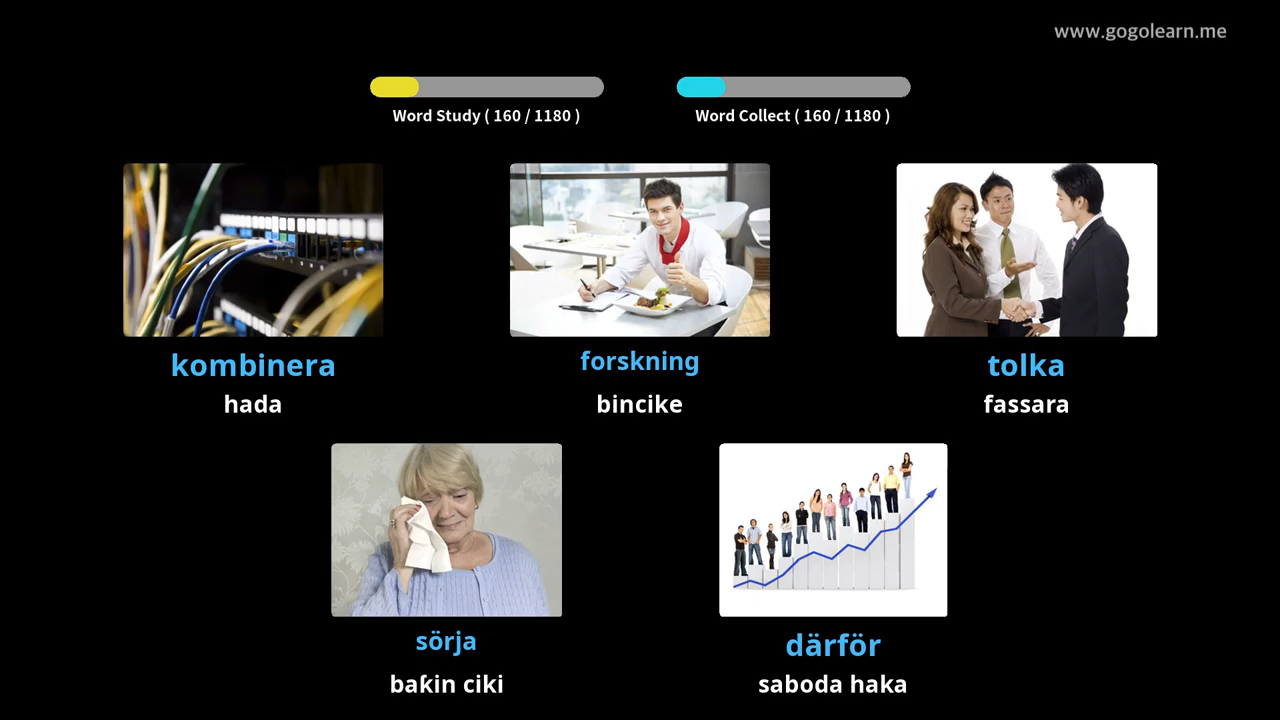 www.gogolearn.me
Word Study ( 160 / 1180 )
Word Collect ( 160 / 1180 )
kombinera
hada
forskning
bincike
tolka
fassara
sörja
baƙin ciki
därför
saboda haka